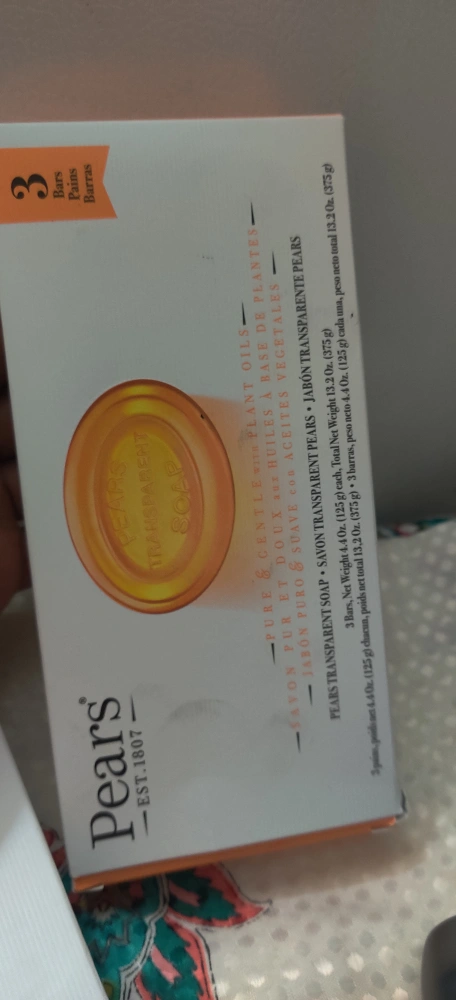 3
Bars
Pains
Barras
Pears®
EST. 1807
PEARS
TRANSPARENT
SOAP
PURE & GENTLE WITH PLANT OILS
SAVON PUR ET DOUX aux HUILES À BASE DE PLANTES
JABÓN PURO & SUAVE con ACEITES VEGETALES
PEARS TRANSPARENT SOAP • SAVON TRANSPARENT PEARS • JABÓN TRANSPARENTE PEARS
3 Bars, Net Weight 4.4 Oz. (125 g) each, Total Net Weight 13.2 Oz. (375 g)
3 pains, poids net 4.4 Oz. (125 g) chacun, poids net total 13.2 Oz. (375 g) • 3 barras, peso neto 4.4 Oz. (125 g) cada una, peso neto total 13.2 Oz. (375 g)